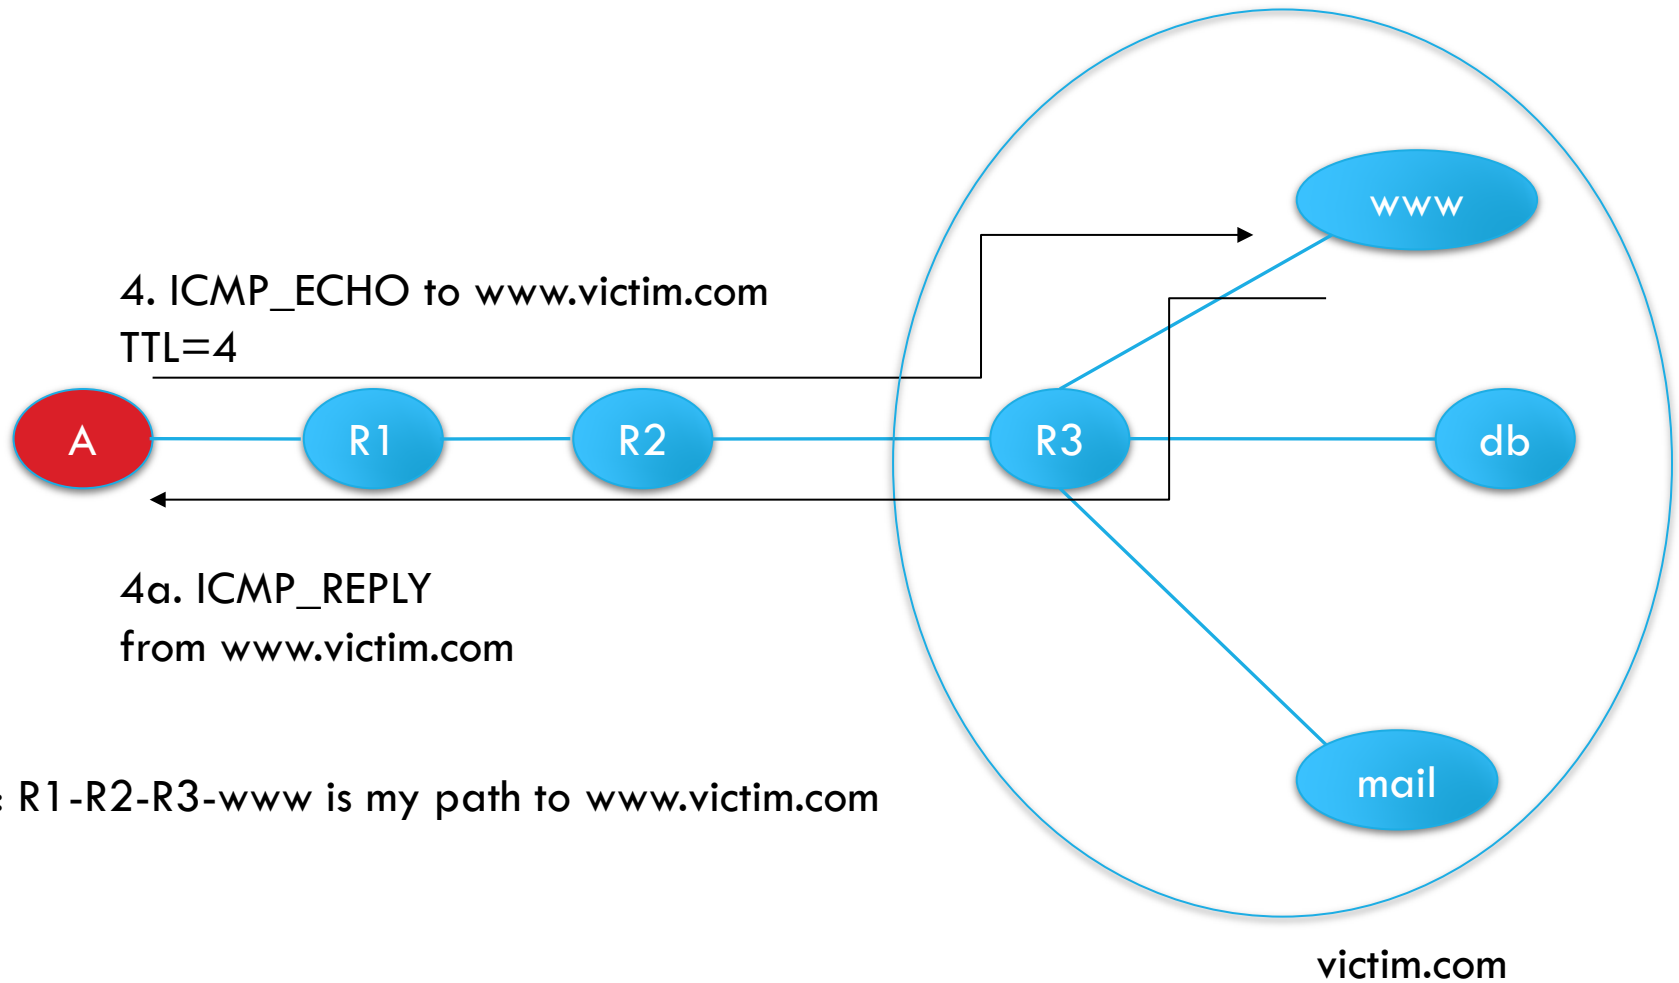 www
4. ICMP_ECHO to www.victim.com
TTL=4
A
R1
R2
R3
db
4a. ICMP_REPLY
from www.victim.com
mail
: R1-R2-R3-www is my path to www.victim.com
victim.com